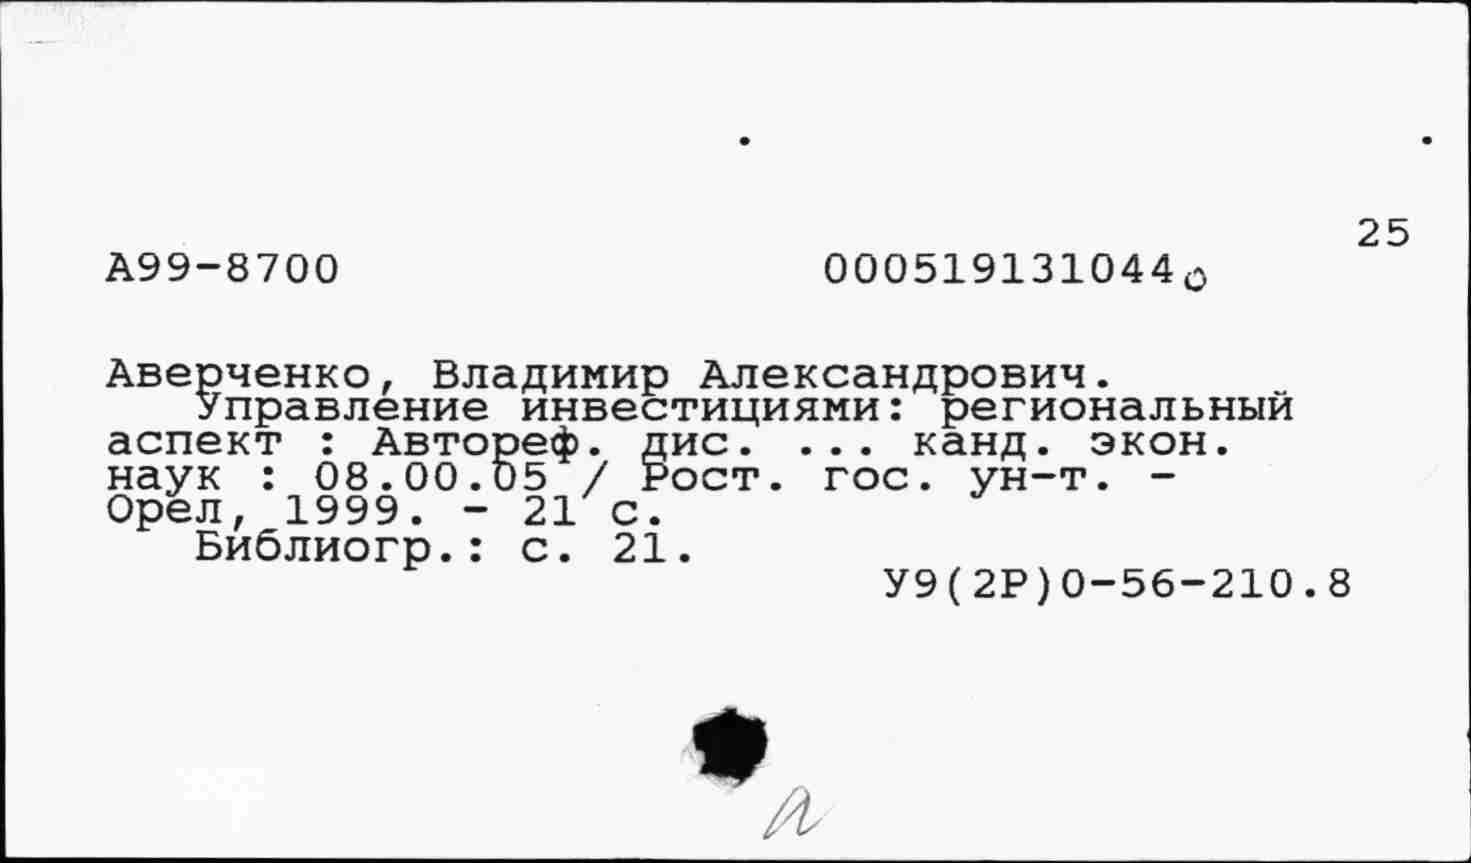 25
А99-8700 000519131044
Аверченко, Владимир Александрович.
Управление инвестициями: региональный
аспект : Автореф. дис. ... канд. экон.
наук : 08.00.05 / Рост. гос. ун-т. -
Орел, 1999. - 21 с.
Библиогр.: с. 21.
У9(2Р)0-56-210.8
a